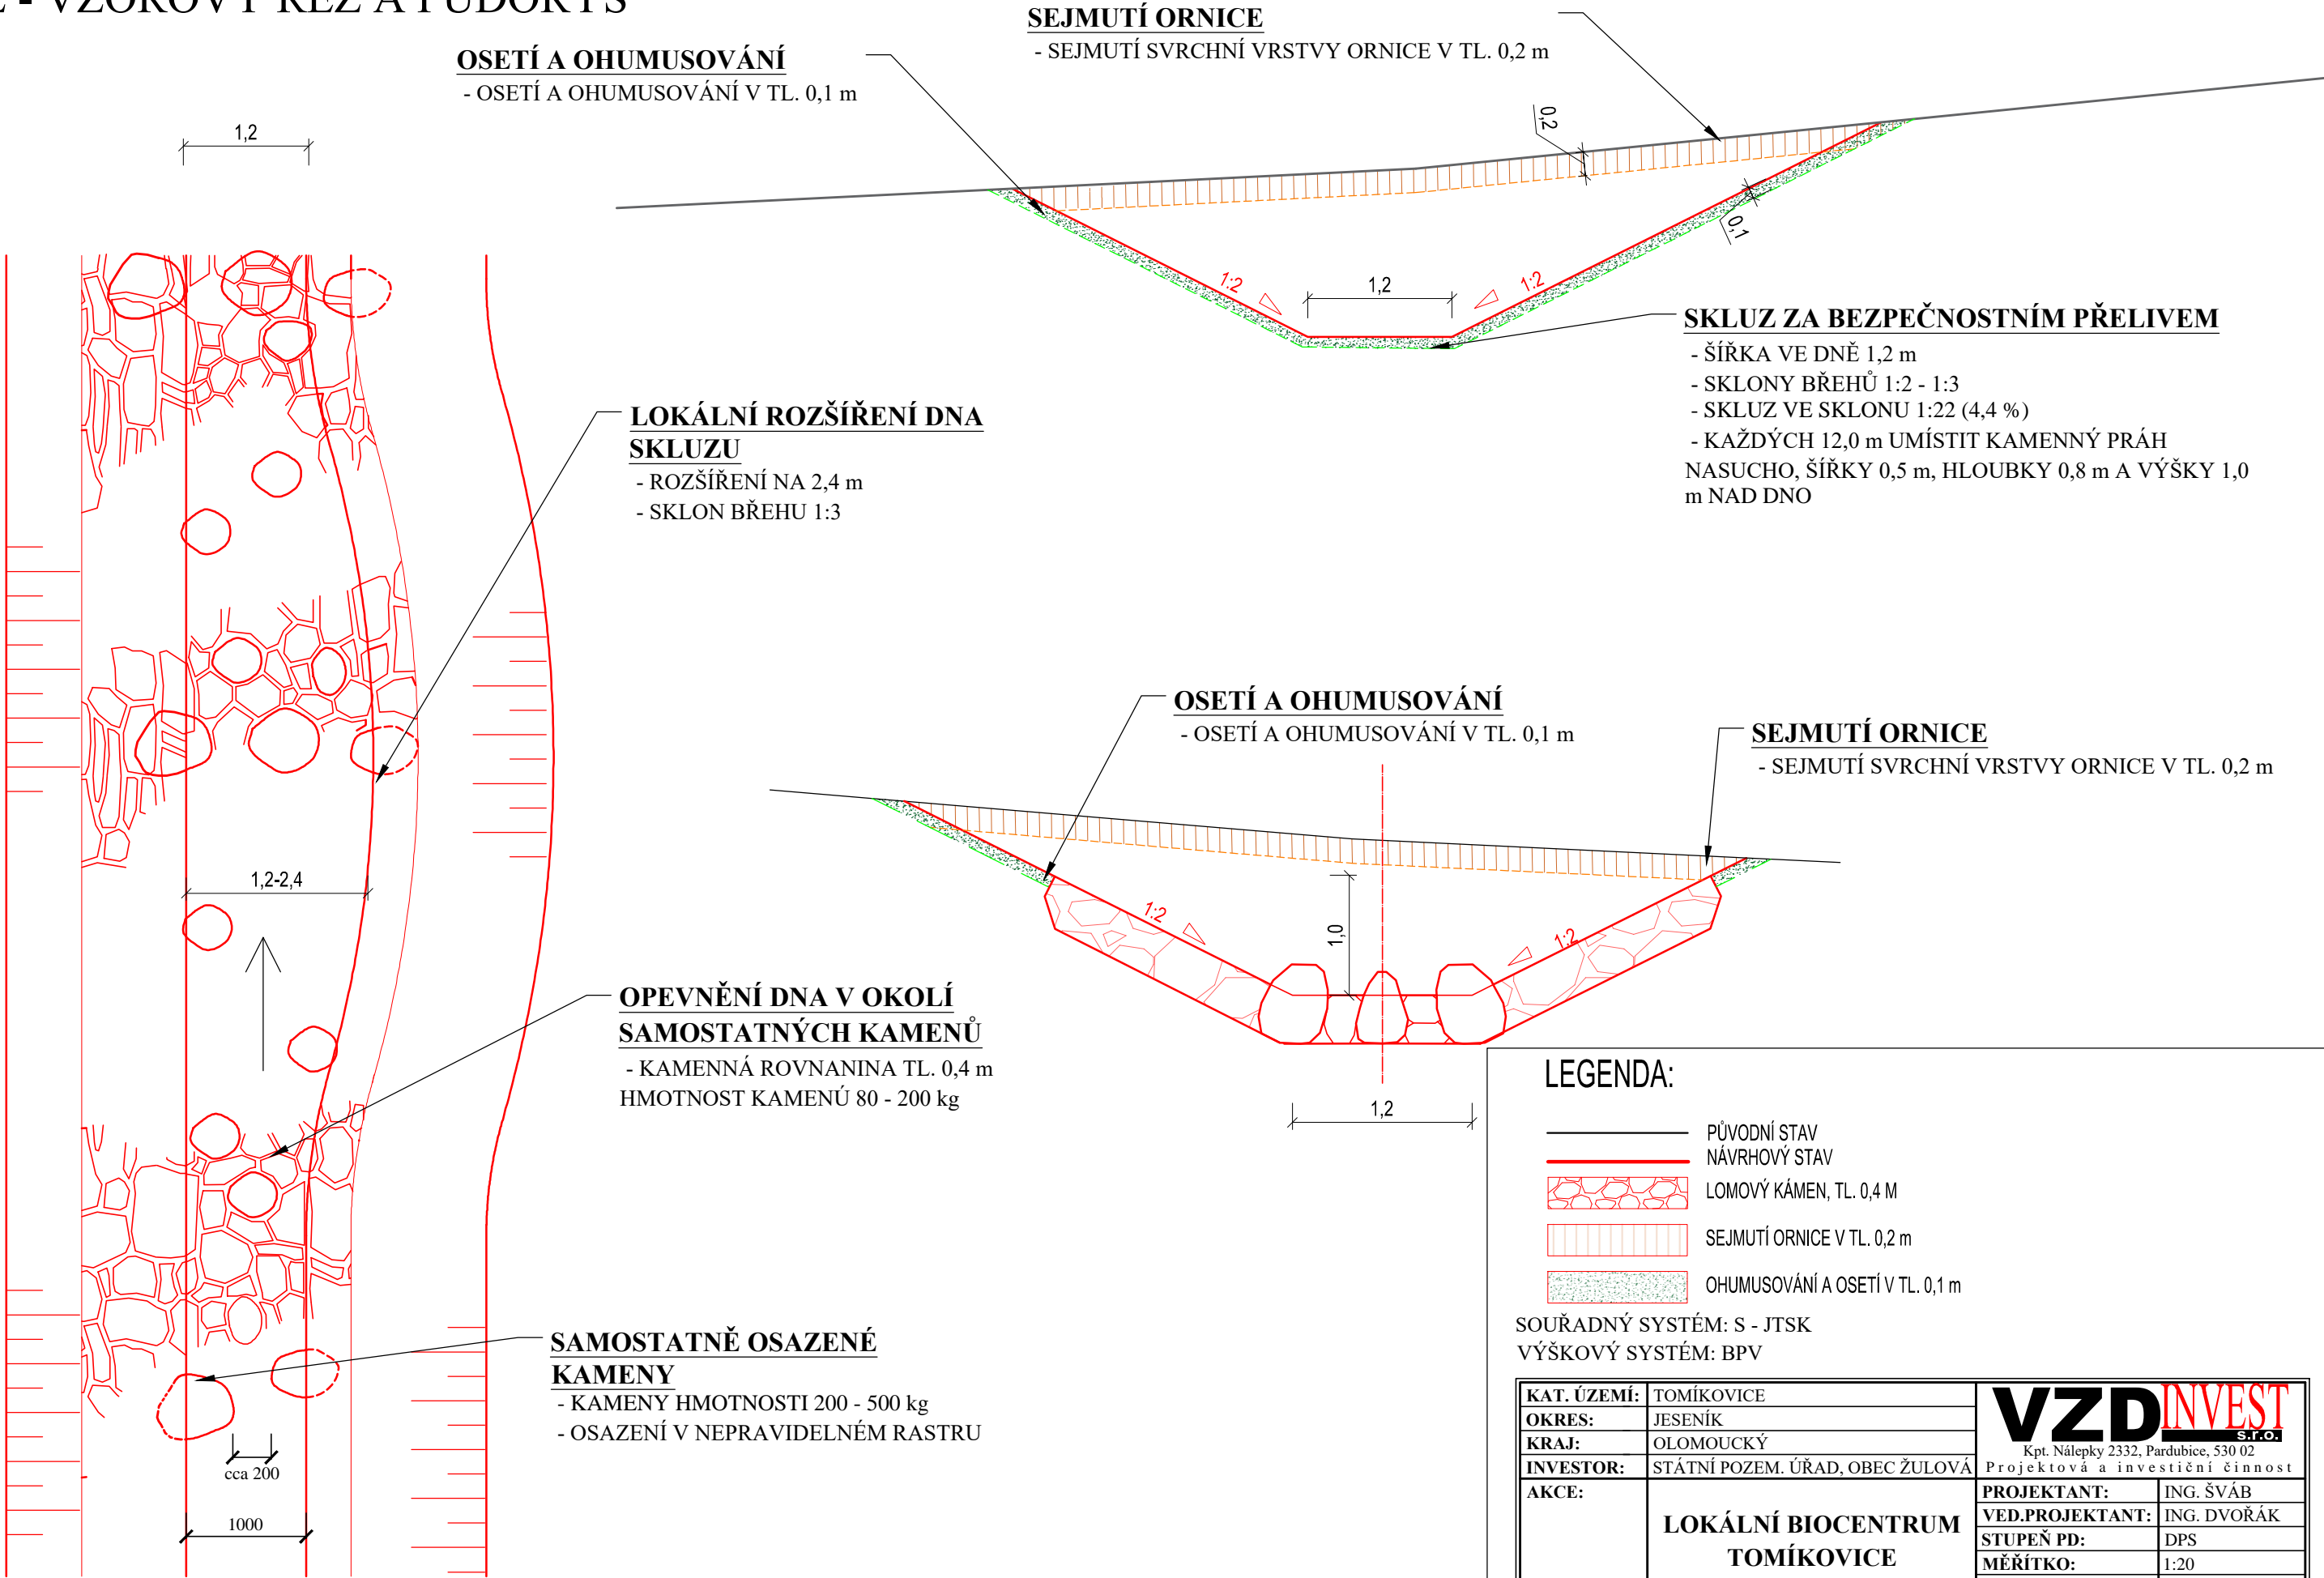 - VZOROVÝ ŘEZ A PŮDORYS
SEJMUTÍ ORNICE
- SEJMUTÍ SVRCHNÍ VRSTVY ORNICE V TL. 0,2 m
OSETÍ A OHUMUSOVÁNÍ
- OSETÍ A OHUMUSOVÁNÍ V TL. 0,1 m
1,2
0,2
0,1
1:2
1,2
1:2
SKLUZ ZA BEZPEČNOSTNÍM PŘELIVEM
- ŠÍŘKA VE DNĚ 1,2 m
- SKLONY BŘEHŮ 1:2 - 1:3
- SKLUZ VE SKLONU 1:22 (4,4 %)
- KAŽDÝCH 12,0 m UMÍSTIT KAMENNÝ PRÁH
NASUCHO, ŠÍŘKY 0,5 m, HLOUBKY 0,8 m A VÝŠKY 1,0
m NAD DNO
LOKÁLNÍ ROZŠÍŘENÍ DNA
SKLUZU
- ROZŠÍŘENÍ NA 2,4 m
- SKLON BŘEHU 1:3
OSETÍ A OHUMUSOVÁNÍ
- OSETÍ A OHUMUSOVÁNÍ V TL. 0,1 m
SEJMUTÍ ORNICE
- SEJMUTÍ SVRCHNÍ VRSTVY ORNICE V TL. 0,2 m
1,2-2,4
1:2
1,0
1:2
1,2
OPEVNĚNÍ DNA V OKOLÍ
SAMOSTATNÝCH KAMENŮ
- KAMENNÁ ROVNANINA TL. 0,4 m
HMOTNOST KAMENÚ 80 - 200 kg
SAMOSTATNĚ OSAZENÉ
KAMENY
- KAMENY HMOTNOSTI 200 - 500 kg
- OSAZENÍ V NEPRAVIDELNÉM RASTRU
cca 200
1000
LEGENDA:
PŮVODNÍ STAV
NÁVRHOVÝ STAV
LOMOVÝ KÁMEN, TL. 0,4 M
SEJMUTÍ ORNICE V TL. 0,2 m
OHUMUSOVÁNÍ A OSETÍ V TL. 0,1 m
SOUŘADNÝ SYSTÉM: S - JTSK
VÝŠKOVÝ SYSTÉM: BPV
KAT. ÚZEMÍ: TOMÍKOVICE
OKRES: JESENÍK
KRAJ: OLOMOUCKÝ
INVESTOR: STÁTNÍ POZEM. ÚŘAD, OBEC ŽULOVÁ
VZD INVEST s.r.o.
Kpt. Nálepky 2332, Pardubice, 530 02
Projektová a investiční činnost
AKCE:
LOKÁLNÍ BIOCENTRUM
TOMÍKOVICE
PROJEKTANT: ING. ŠVÁB
VED.PROJEKTANT: ING. DVOŘÁK
STUPEŇ PD: DPS
MĚŘÍTKO: 1:20